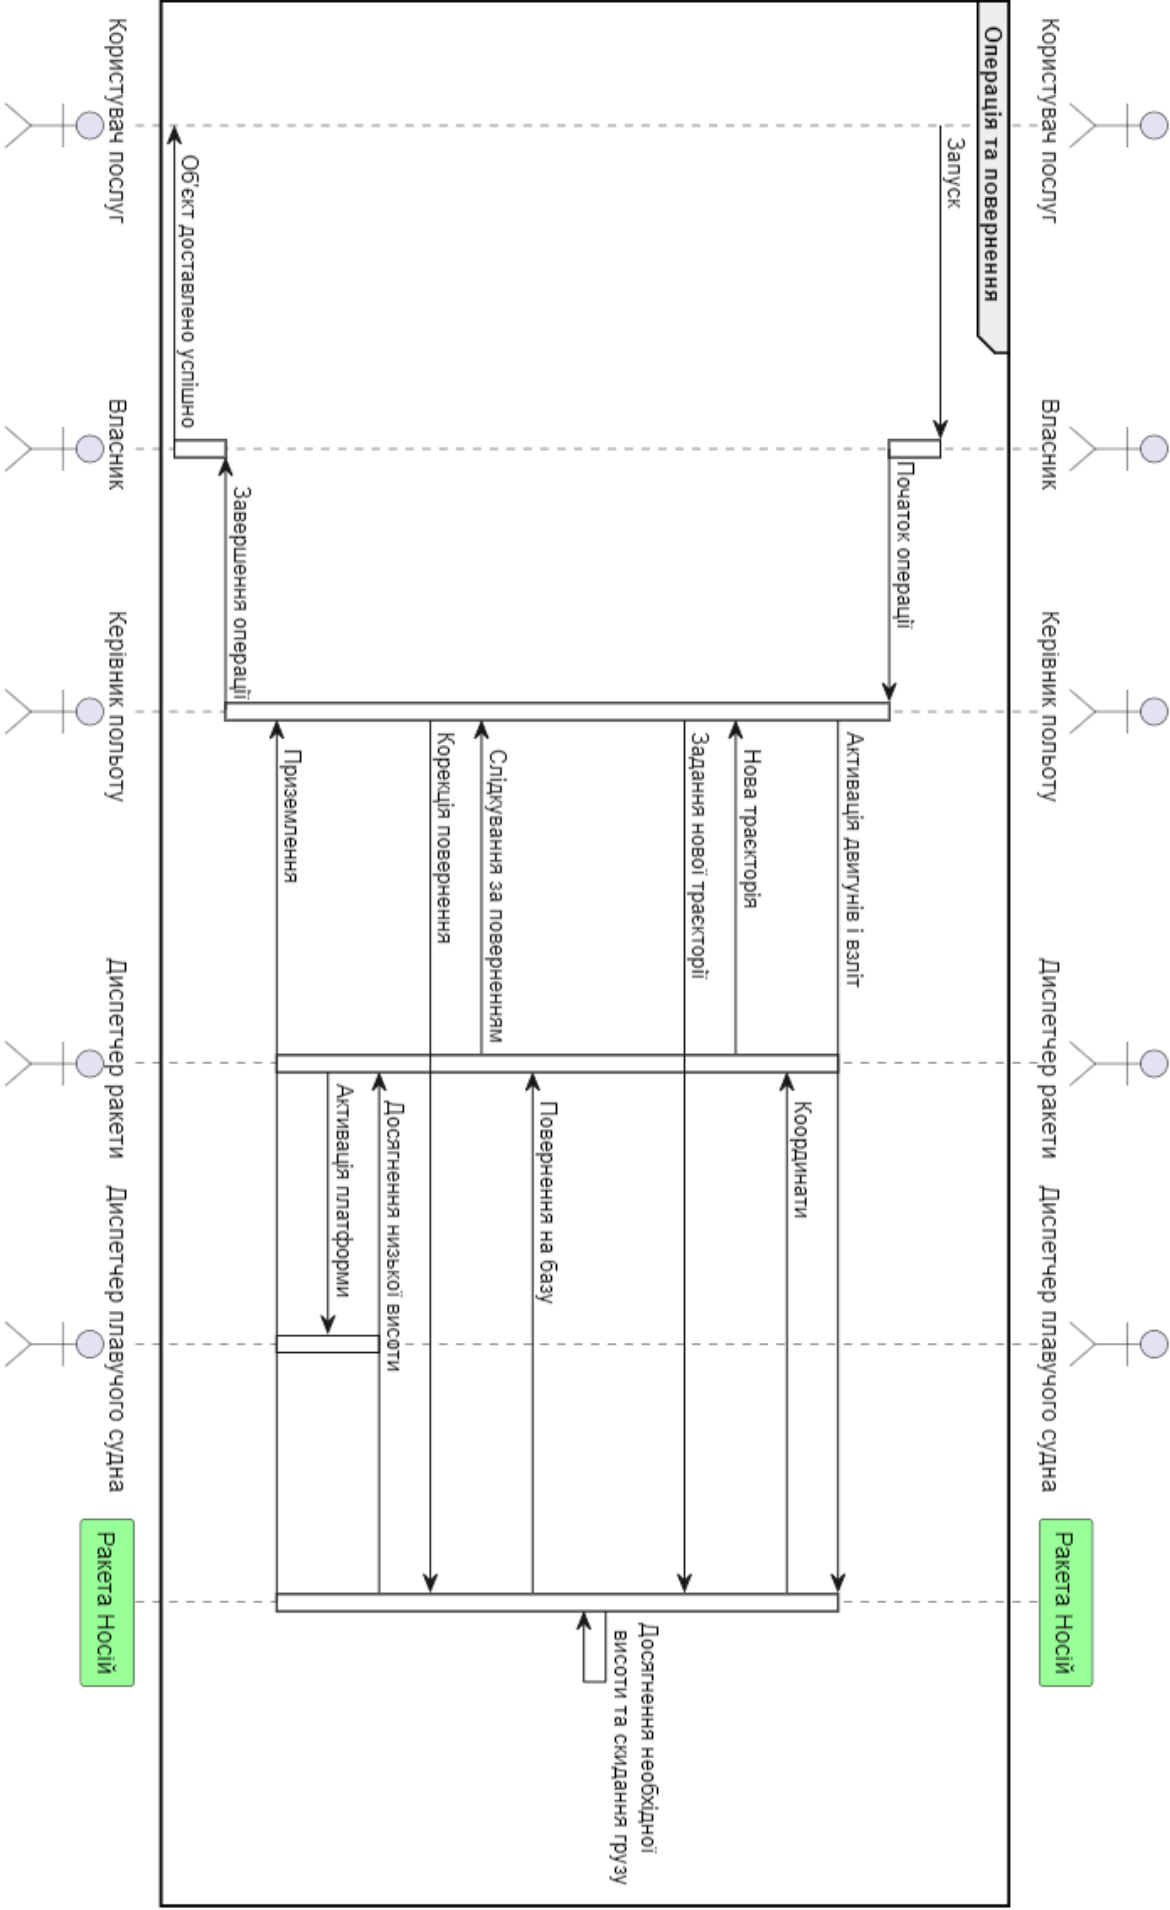 Користувач послуг
Власник
Керівник польоту
Диспетчер ракети
Диспетчер плавучого судна
Ракета Носій
Операція та повернення
Запуск
Початок операції
Активація двигунів і взліт
Координати
Нова траєкторія
Задання нової траєкторії
Досягнення необхідної
висоти та скидання грузу
Повернення на базу
Слідкування за поверненням
Корекція повернення
Досягнення низької висоти
Активація платформи
Приземлення
Завершення операції
Об'єкт доставлено успішно
Користувач послуг
Власник
Керівник польоту
Диспетчер ракети
Диспетчер плавучого судна
Ракета Носій